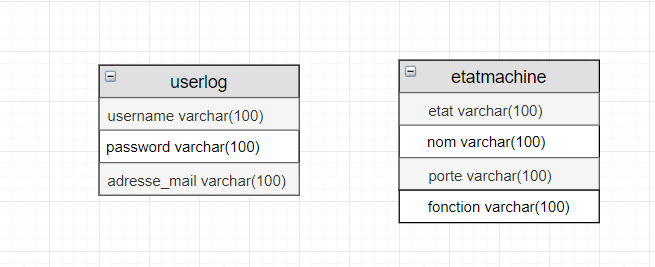 userlog
username varchar(100)
password varchar(100)
adresse_mail varchar(100)
etatmachine
etat varchar(100)
nom varchar(100)
porte varchar(100)
fonction varchar(100)